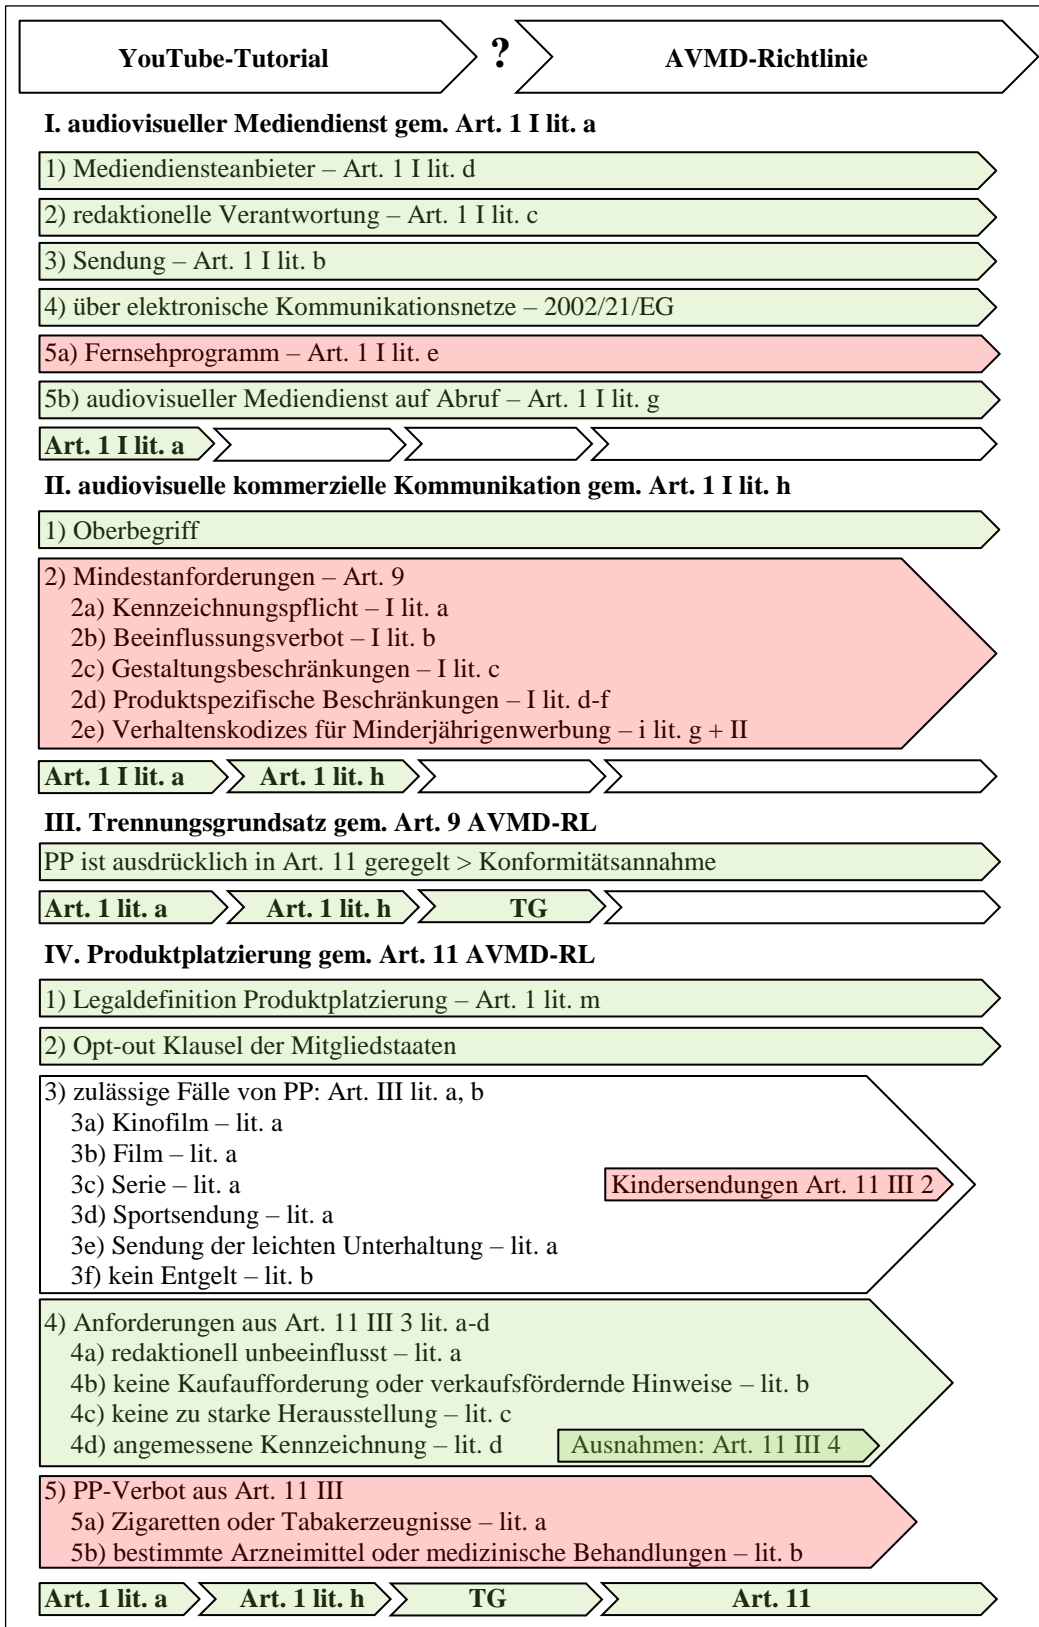 YouTube-Tutorial ? AVMD-Richtlinie
I. audiovisueller Mediendienst gem. Art. 1 I lit. a
1) Mediendiensteanbieter – Art. 1 I lit. d
2) redaktionelle Verantwortung – Art. 1 I lit. c
3) Sendung – Art. 1 I lit. b
4) über elektronische Kommunikationsnetze – 2002/21/EG
5a) Fernsehprogramm – Art. 1 I lit. e
5b) audiovisueller Mediendienst auf Abruf – Art. 1 I lit. g
Art. 1 I lit. a
II. audiovisuelle kommerzielle Kommunikation gem. Art. 1 I lit. h
1) Oberbegriff
2) Mindestanforderungen – Art. 9
2a) Kennzeichnungspflicht – I lit. a
2b) Beeinflussungsverbot – I lit. b
2c) Gestaltungsbeschränkungen – I lit. c
2d) Produktspezifische Beschränkungen – I lit. d-f
2e) Verhaltenskodizes für Minderjährigenwerbung – i lit. g + II
Art. 1 I lit. a Art. 1 lit. h
III. Trennungsgrundsatz gem. Art. 9 AVMD-RL
PP ist ausdrücklich in Art. 11 geregelt > Konformitätsannahme
Art. 1 lit. a Art. 1 lit. h TG
IV. Produktplatzierung gem. Art. 11 AVMD-RL
1) Legaldefinition Produktplatzierung – Art. 1 lit. m
2) Opt-out Klausel der Mitgliedstaaten
3) zulässige Fälle von PP: Art. III lit. a, b
3a) Kinofilm – lit. a
3b) Film – lit. a
3c) Serie – lit. a Kindersendungen Art. 11 III 2
3d) Sportsendung – lit. a
3e) Sendung der leichten Unterhaltung – lit. a
3f) kein Entgelt – lit. b
4) Anforderungen aus Art. 11 III 3 lit. a-d
4a) redaktionell unbeeinflusst – lit. a
4b) keine Kaufaufforderung oder verkaufsfördernde Hinweise – lit. b
4c) keine zu starke Herausstellung – lit. c
4d) angemessene Kennzeichnung – lit. d Ausnahmen: Art. 11 III 4
5) PP-Verbot aus Art. 11 III
5a) Zigaretten oder Tabakerzeugnisse – lit. a
5b) bestimmte Arzneimittel oder medizinische Behandlungen – lit. b
Art. 1 lit. a Art. 1 lit. h TG Art. 11